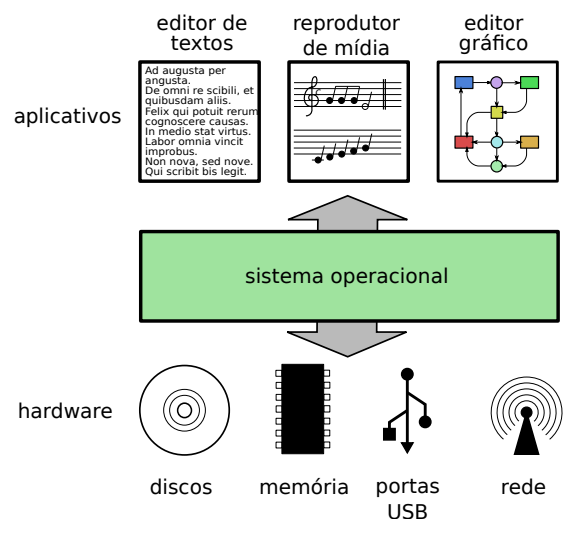 editor de
textos
reprodutor
de mídia
editor
gráfico
aplicativos
Ad augusta per
angusta.
De omni re scibili, et
quibusdam aliis.
Felix qui potuit rerum
cognoscere causas.
In medio stat virtus.
Labor omnia vincit
improbus.
Non nova, sed nove.
Qui scribit bis legit.
sistema operacional
hardware
discos
memória
portas
USB
rede